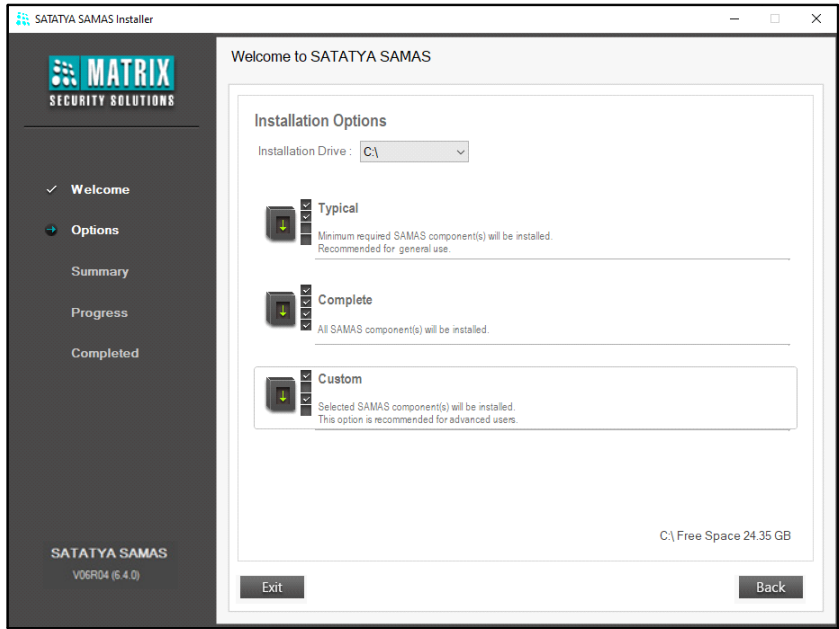 SATATYA SAMAS Installer
MATRIX
SECURITY SOLUTIONS
Welcome
Options
Summary
Progress
Completed
SATATYA SAMAS
V06R04 (6.4.0)
Welcome to SATATYA SAMAS
Installation Options
Installation Drive : C:\
Typical
Minimum required SAMAS component(s) will be installed.
Recommended for general use.
Complete
All SAMAS component(s) will be installed.
Custom
Selected SAMAS component(s) will be installed.
This option is recommended for advanced users.
C:\ Free Space 24.35 GB
Exit
Back